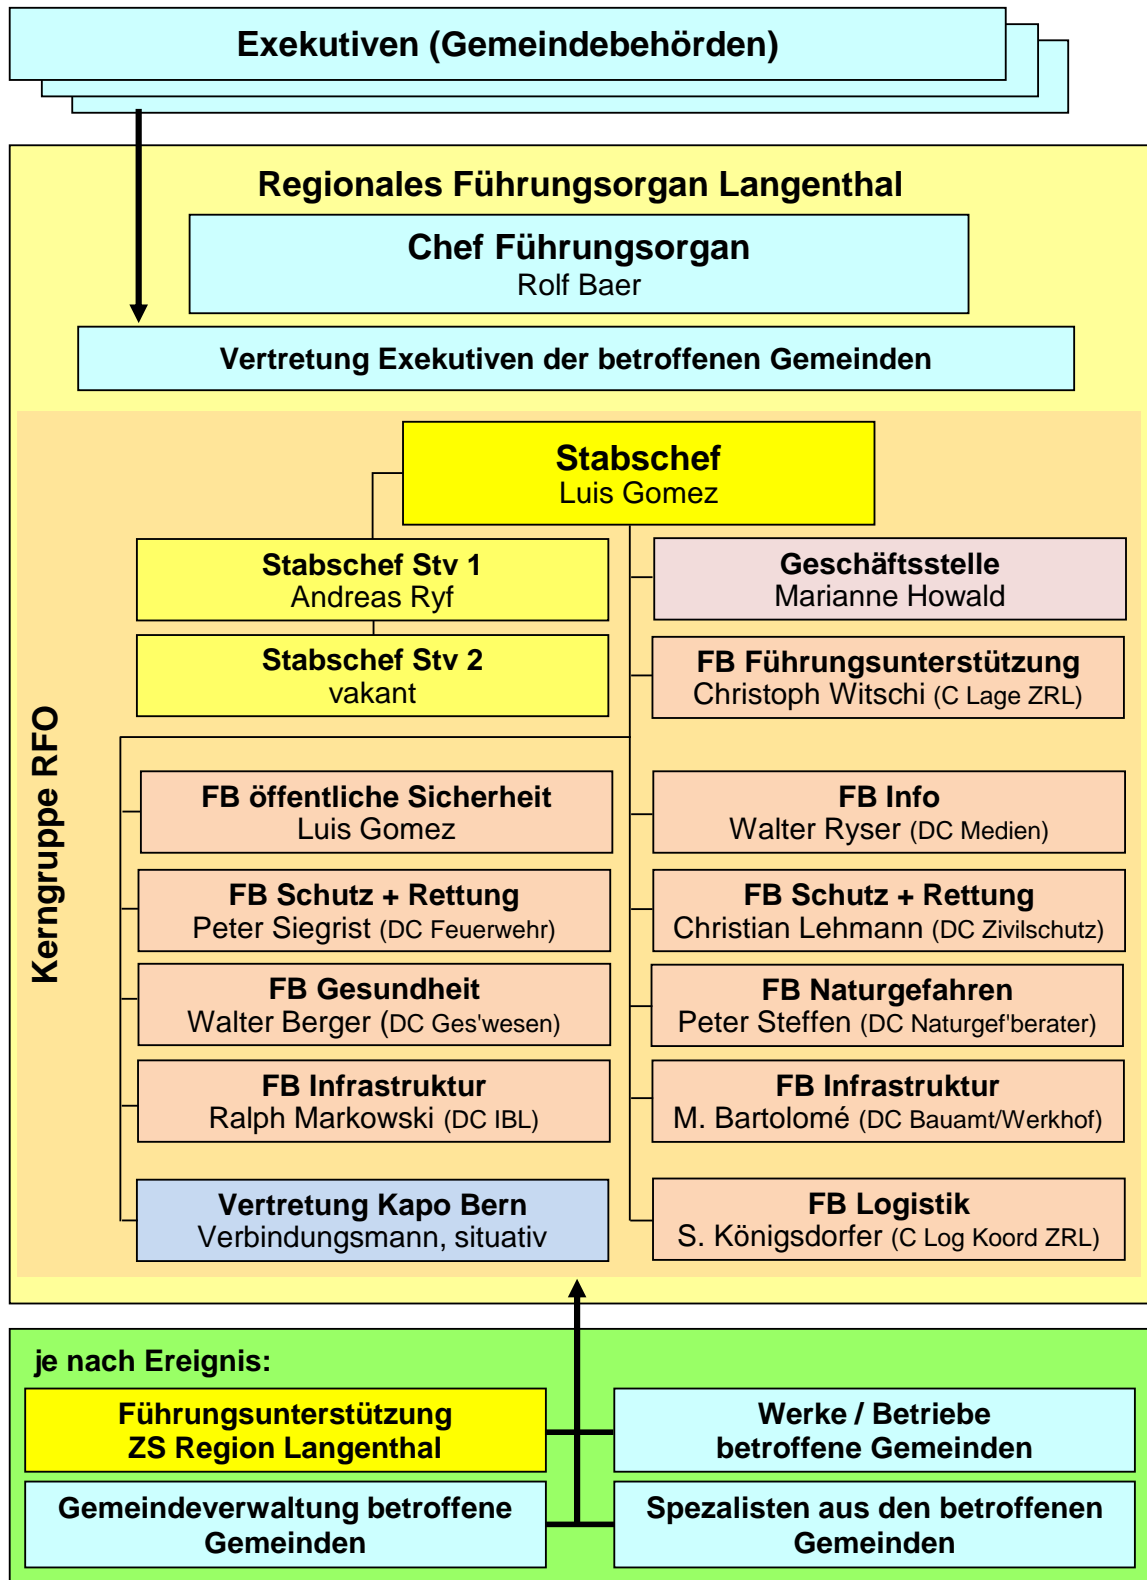 Exekutiven (Gemeindebehörden)
Regionales Führungsorgan Langenthal
Chef Führungsorgan
Rolf Baer
Vertretung Exekutiven der betroffenen Gemeinden
Kerngruppe RFO
Stabschef
Luis Gomez
Stabschef Stv 1
Andreas Ryf
Geschäftsstelle
Marianne Howald
Stabschef Stv 2
vakant
FB Führungsunterstützung
Christoph Witschi (C Lage ZRL)
FB öffentliche Sicherheit
Luis Gomez
FB Info
Walter Ryser (DC Medien)
FB Schutz + Rettung
Peter Siegrist (DC Feuerwehr)
FB Schutz + Rettung
Christian Lehmann (DC Zivilschutz)
FB Gesundheit
Walter Berger (DC Ges'wesen)
FB Naturgefahren
Peter Steffen (DC Naturgef'berater)
FB Infrastruktur
Ralph Markowski (DC IBL)
FB Infrastruktur
M. Bartolomé (DC Bauamt/Werkhof)
Vertretung Kapo Bern
Verbindungsmann, situativ
FB Logistik
S. Königsdorfer (C Log Koord ZRL)
je nach Ereignis:
Führungsunterstützung
ZS Region Langenthal
Werke / Betriebe
betroffene Gemeinden
Gemeindeverwaltung betroffene
Gemeinden
Spezalisten aus den betroffenen
Gemeinden